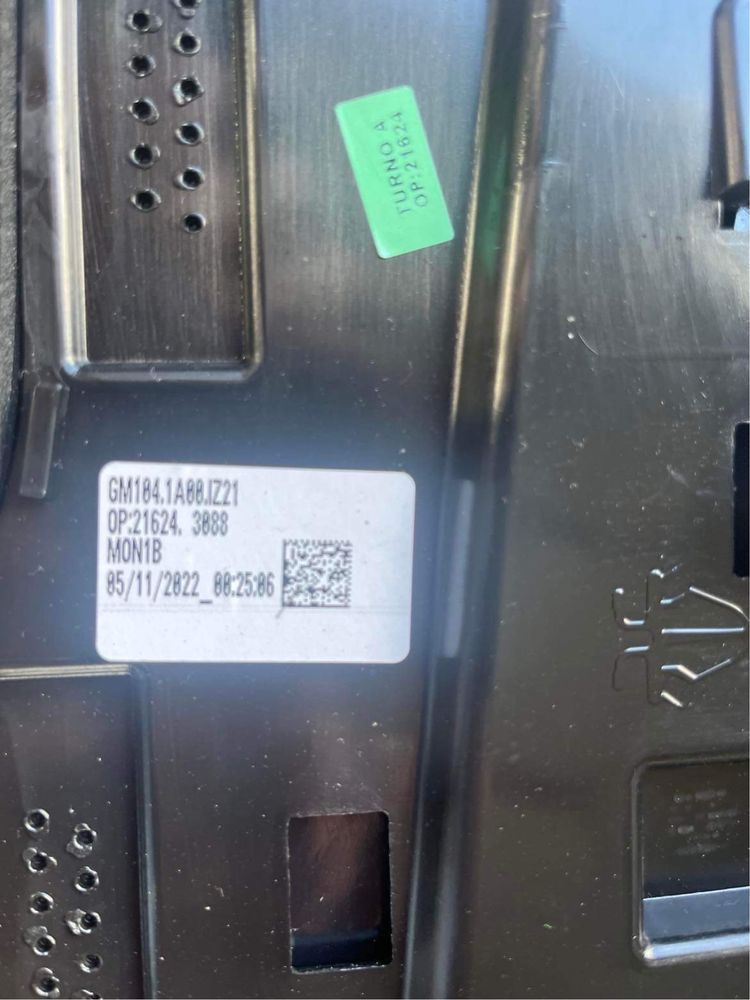 TURNO A
OP:21624
GM104.1A00.IZ21
OP:21624. 3088
MON1B
05/11/2022_00:25:06